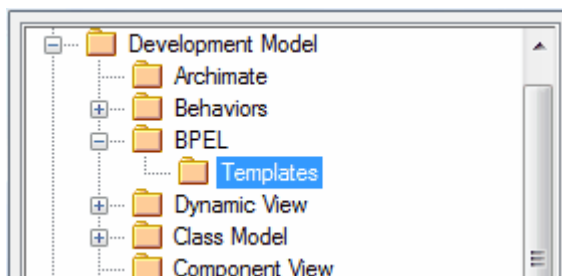 Development Model
Archimate
Behaviors
BPEL
Templates
Dynamic View
Class Model
Component View